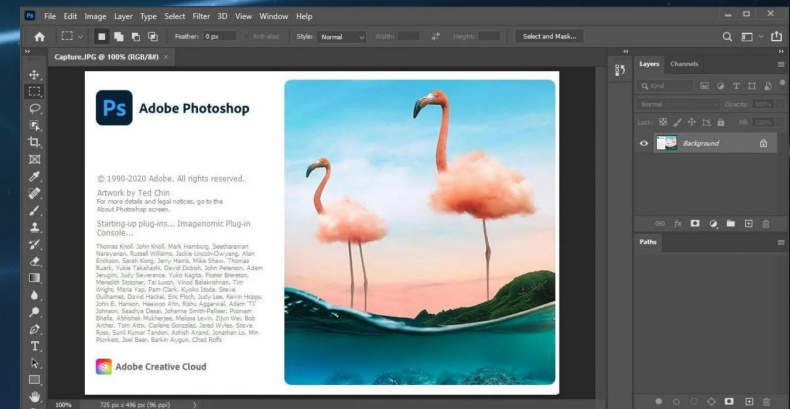 Ps File Edit Image Layer Type Select Filter 3D View Window Help
Feather: 0 px Anti-alias Style: Normal Width: Height: Select and Mask...
Capture.JPG @ 100% (RGB/8#) ×
Ps Adobe Photoshop
© 1990-2020 Adobe. All rights reserved.
Artwork by Ted Chin
For more details and legal notices, go to the
About Photoshop screen.
Starting-up plug-ins... Imagenomic Plug-in
Console...
Thomas Knoll, John Knoll, Mark Hamburg, Seetharaman
Narayanan, Russell Williams, Jackie Lincoln-Owyang, Alan
Erickson, Sarah Kong, Jerry Harris, Mike Shaw, Thomas
Ruark, Yukie Takahashi, David Dobish, John Peterson, Adam
Jerugim, Judy Severance, Yuko Kagita, Foster Brereton,
Meredith Stotzner, Tai Luxon, Vinod Balakrishnan, Tim
Wright, Maria Yap, Pam Clark, Kyoko Itoda, Steve
Guilhamet, David Hackel, Eric Floch, Judy Lee, Kevin Hopps,
John E. Hanson, Heewoo Ahn, Rishu Aggarwal, Adam "TJ"
Johnson, Saadiya Desai, Johanna Smith-Palliser, Poonam
Bhalla, Abhishek Mukherjee, Melissa Levin, Zijun Wei, Bob
Archer, Tom Attix, Carlene Gonzalez, Jared Wyles, Steve
Ross, Sunil Kumar Tandon, Ashish Anand, Jonathan Lo, Min
Plunkett, Joel Baer, Barkin Aygun, Chad Rolfs
Adobe Creative Cloud
100% 725 px x 496 px (96 ppi)
Layers Channels
Kind
Normal Opacity: 100%
Lock: Fill: 100%
Background
fx
Paths